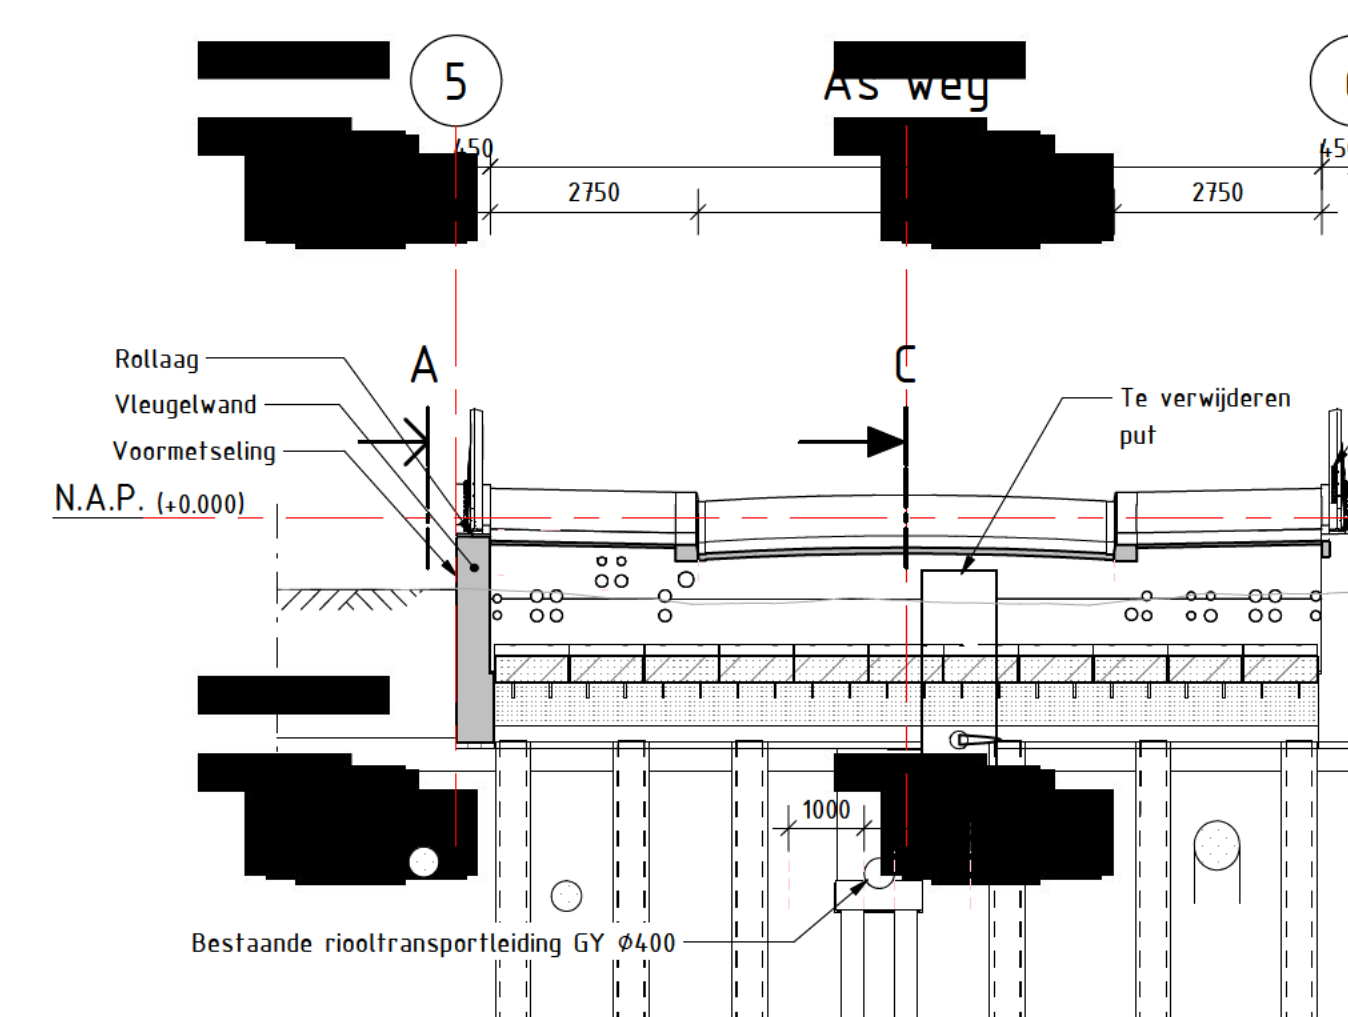 5
As weg
450
450
2750
2750
A
C
Rollaag
Vleugelwand
Voormetseling
N.A.P. (+0.000)
Te verwijderen
put
1000
Bestaande riooltransportleiding GY Ø400